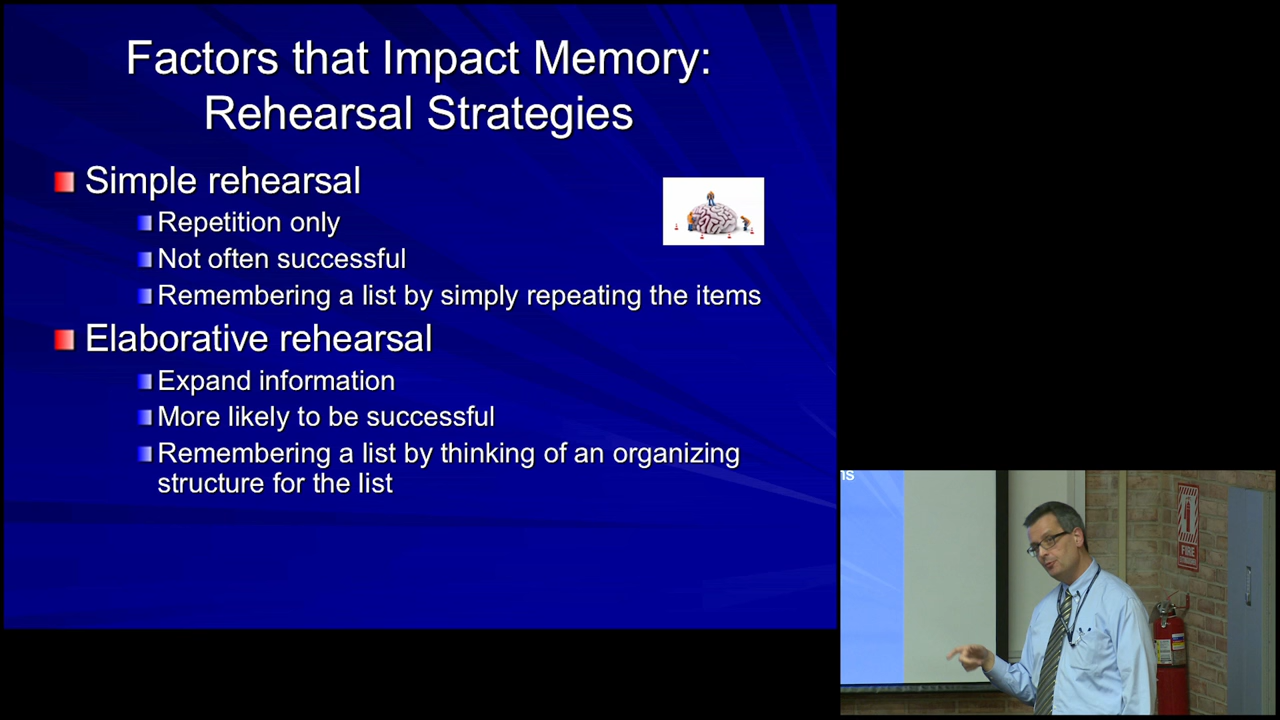 Factors that Impact Memory:
Rehearsal Strategies
Simple rehearsal
Repetition only
Not often successful
Remembering a list by simply repeating the items
Elaborative rehearsal
Expand information
More likely to be successful
Remembering a list by thinking of an organizing
structure for the list
ns
FIRE